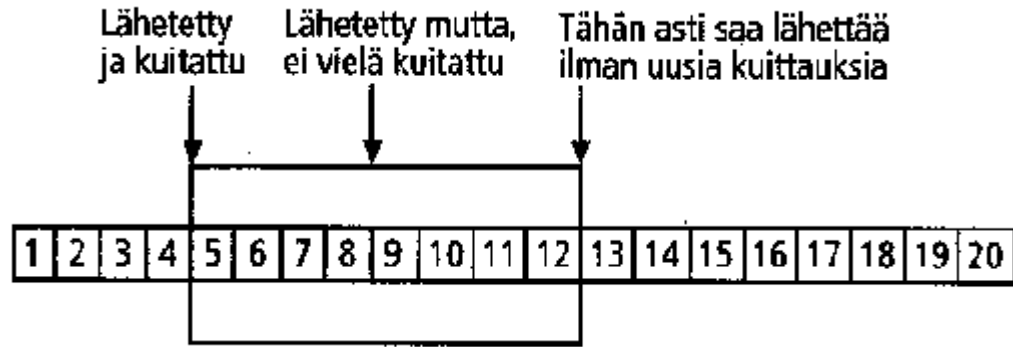 Lähetetty
ja kuitattu
Lähetetty mutta,
ei vielä kuitattu
Tähän asti saa lähettää
ilman uusia kuittauksia
1 2 3 4 5 6 7 8 9 10 11 12 13 14 15 16 17 18 19 20